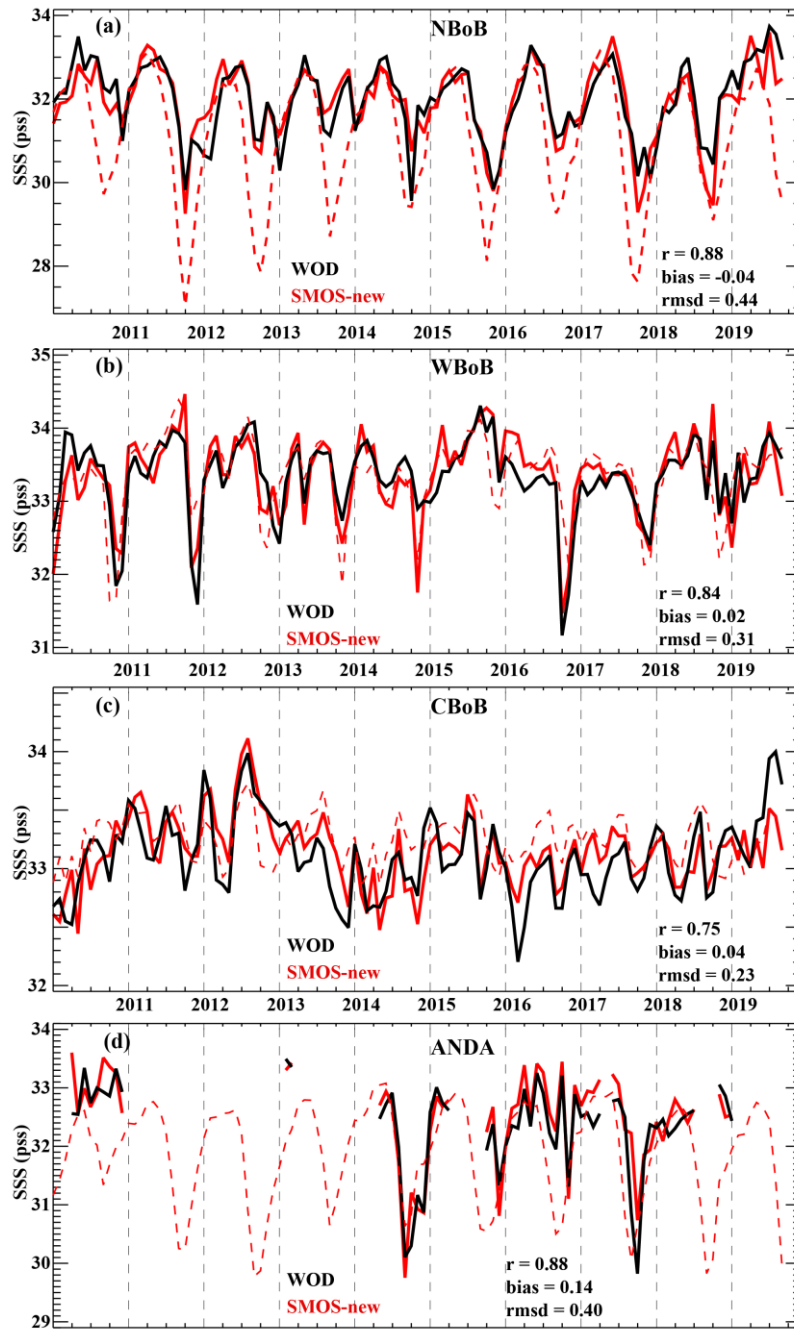 (a) NBoB
34
32
30
28
SSS (pss)
WOD
SMOS-new
r = 0.88
bias = -0.04
rmsd = 0.44
2011 2012 2013 2014 2015 2016 2017 2018 2019
(b) WBoB
35
34
33
32
31
SSS (pss)
WOD
SMOS-new
r = 0.84
bias = 0.02
rmsd = 0.31
2011 2012 2013 2014 2015 2016 2017 2018 2019
(c) CBoB
34
33
32
SSS (pss)
WOD
SMOS-new
r = 0.75
bias = 0.04
rmsd = 0.23
2011 2012 2013 2014 2015 2016 2017 2018 2019
(d) ANDA
34
33
32
31
30
29
SSS (pss)
WOD
SMOS-new
r = 0.88
bias = 0.14
rmsd = 0.40